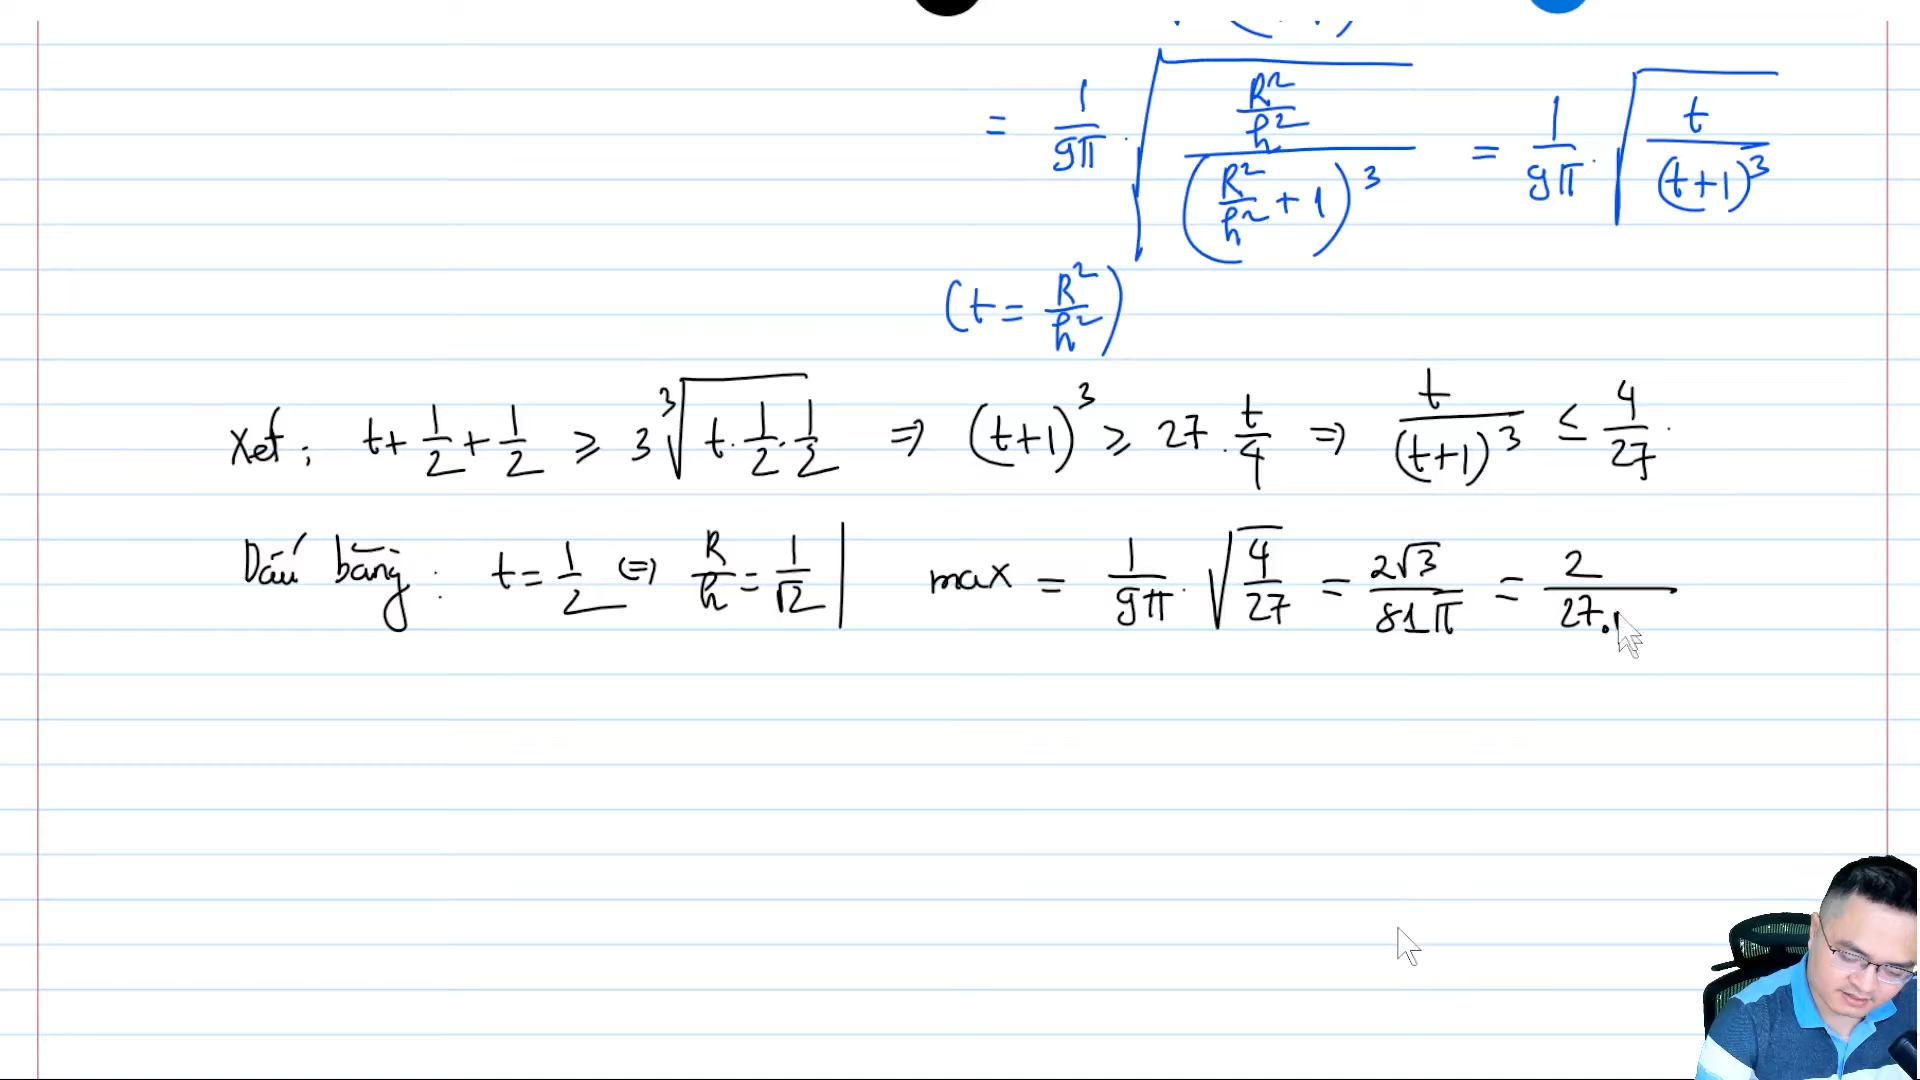 = 1/9π · √((R²/h²)/(R²/h² + 1)³) = 1/9π · √(t/(t+1)³)
(t = R²/h²)
Xét: t + 1/2 + 1/2 ≥ 3 ∛(t · 1/2 · 1/2) ⇒ (t+1)³ ≥ 27 · t/4 ⇒ t/(t+1)³ ≤ 4/27.
Dấu bằng: t = 1/2 ⇔ R/h = 1/√2 | max = 1/9π · √(4/27) = 2√3/81π = 2/27.